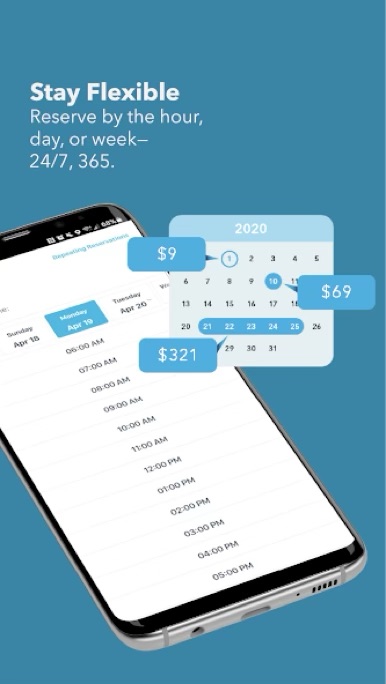 Stay Flexible
Reserve by the hour,
day, or week—
24/7, 365.
68%
Repeating Reservations
2020
$9
1 2 3 4 5
6 7 8 9 10 11
$69
13 14 15 16 17 18
20 21 22 23 24 25 26
$321
29 30 31
Sunday
Apr 18
Monday
Apr 19
Tuesday
Apr 20
06:00 AM
07:00 AM
08:00 AM
09:00 AM
10:00 AM
11:00 AM
12:00 PM
01:00 PM
02:00 PM
03:00 PM
04:00 PM
05:00 PM